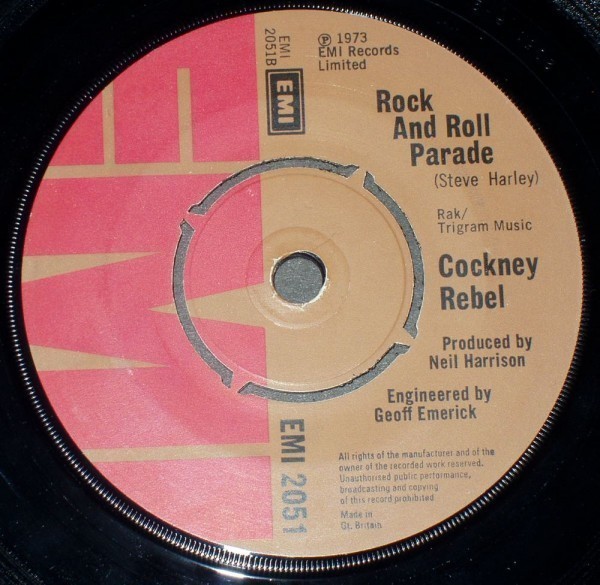 ℗ 1973
EMI Records
Limited
EMI
2051B
EMI
Rock
And Roll
Parade
(Steve Harley)
Rak/
Trigram Music
Cockney
Rebel
Produced by
Neil Harrison
Engineered by
Geoff Emerick
EMI 2051
All rights of the manufacturer and of the
owner of the recorded work reserved.
Unauthorised public performance,
broadcasting and copying
of this record prohibited
Made in
Gt. Britain
EMI